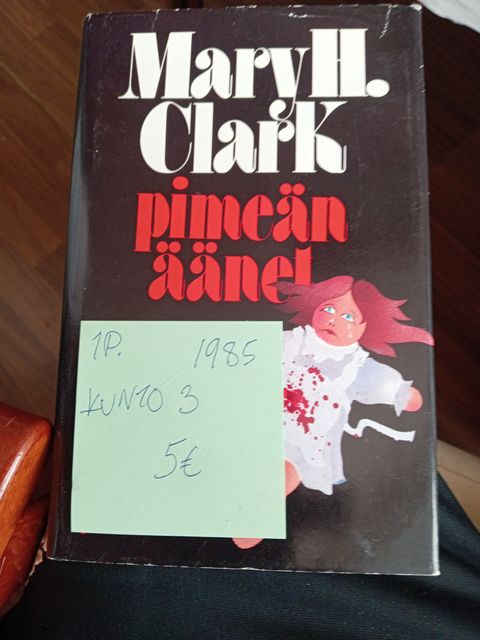 Mary H.
Clark
pimeän
äänet
1P. 1985
KUNTO 3
5€